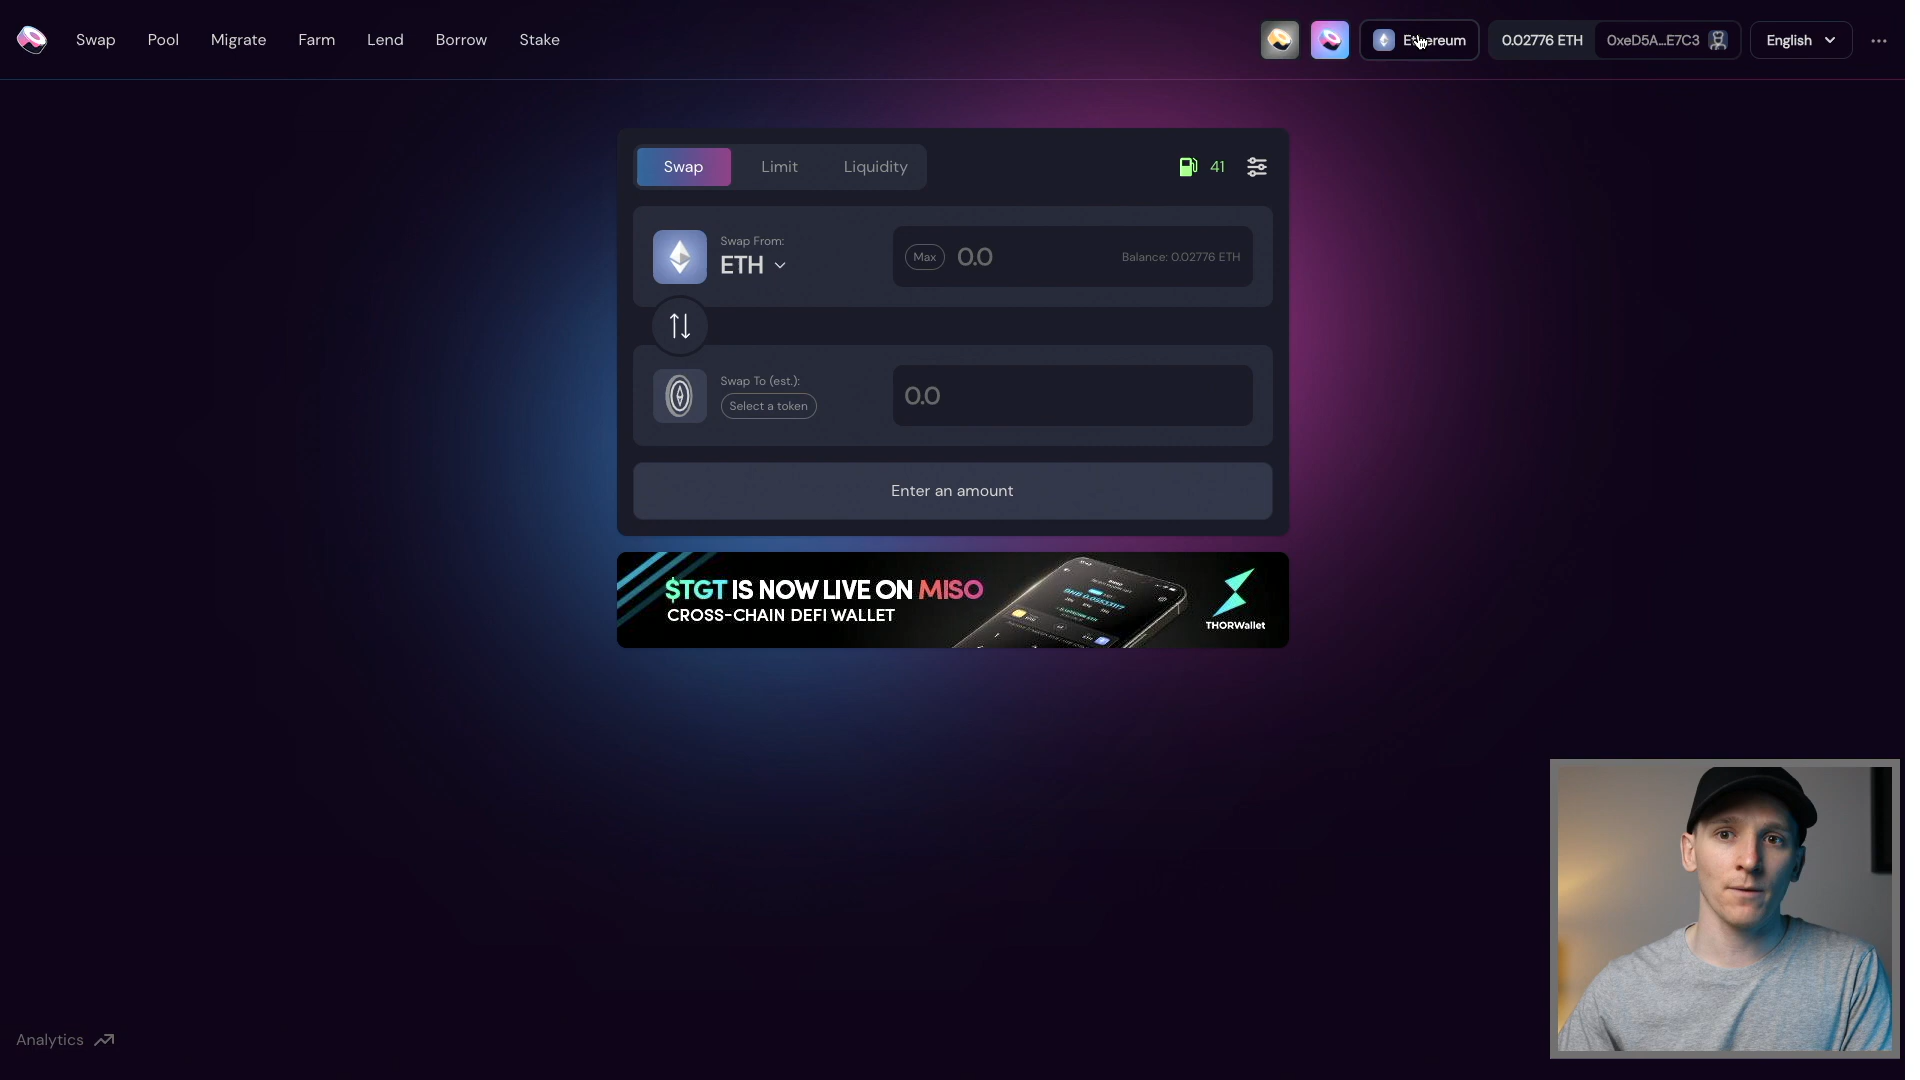 Swap Pool Migrate Farm Lend Borrow Stake
Ethereum 0.02776 ETH 0xeD5A...E7C3 English
Swap Limit Liquidity 41
Swap From:
ETH
Max 0.0 Balance: 0.02776 ETH
Swap To (est.):
Select a token
0.0
Enter an amount
$TGT IS NOW LIVE ON MISO
CROSS-CHAIN DEFI WALLET
THORWallet
Analytics